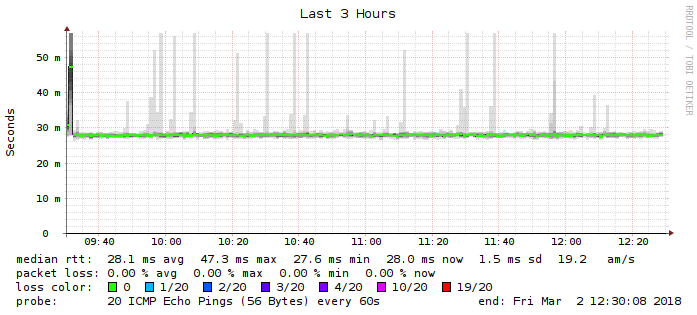 Last 3 Hours
RRDTOOL / TOBI OETIKER
Seconds
50 m
40 m
30 m
20 m
10 m
0
09:40 10:00 10:20 10:40 11:00 11:20 11:40 12:00 12:20
median rtt: 28.1 ms avg 47.3 ms max 27.6 ms min 28.0 ms now 1.5 ms sd 19.2 am/s
packet loss: 0.00 % avg 0.00 % max 0.00 % min 0.00 % now
loss color: 0 1/20 2/20 3/20 4/20 10/20 19/20
probe: 20 ICMP Echo Pings (56 Bytes) every 60s end: Fri Mar 2 12:30:08 2018